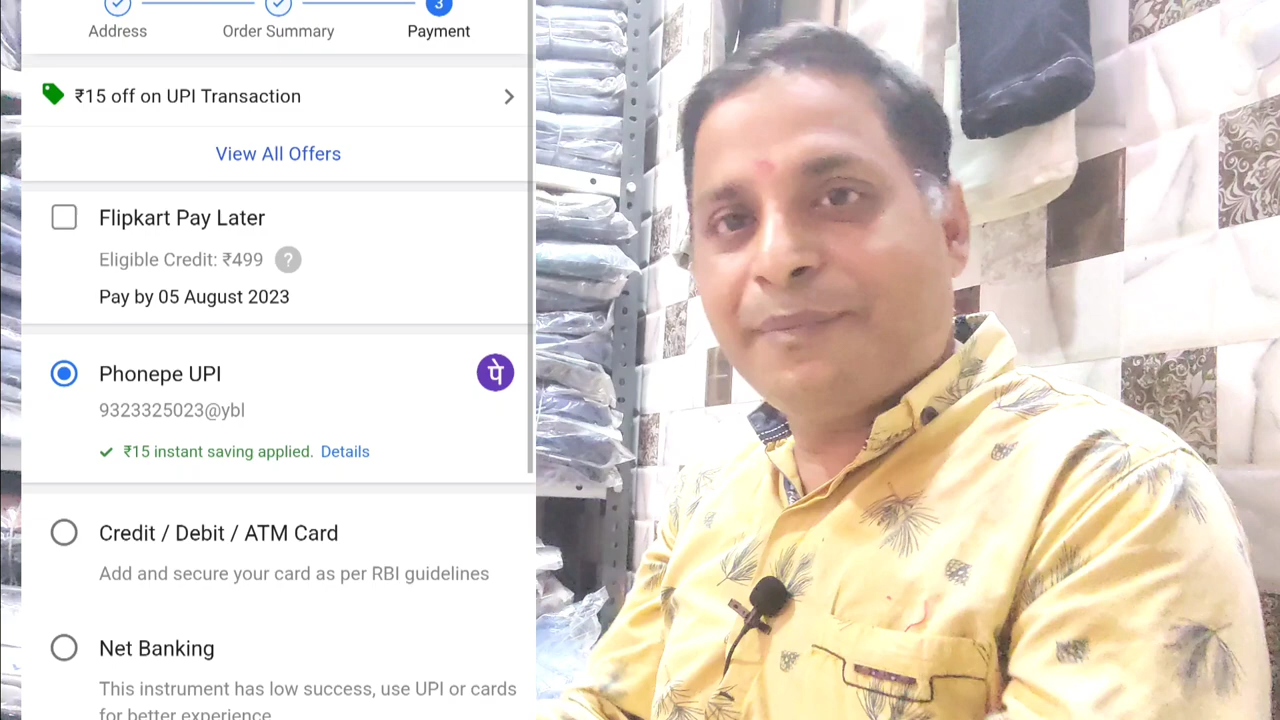 3
Address
Order Summary
Payment
₹15 off on UPI Transaction
View All Offers
Flipkart Pay Later
Eligible Credit: ₹499 ?
Pay by 05 August 2023
Phonepe UPI
पे
9323325023@ybl
₹15 instant saving applied. Details
Credit / Debit / ATM Card
Add and secure your card as per RBI guidelines
Net Banking
This instrument has low success, use UPI or cards
for better experience